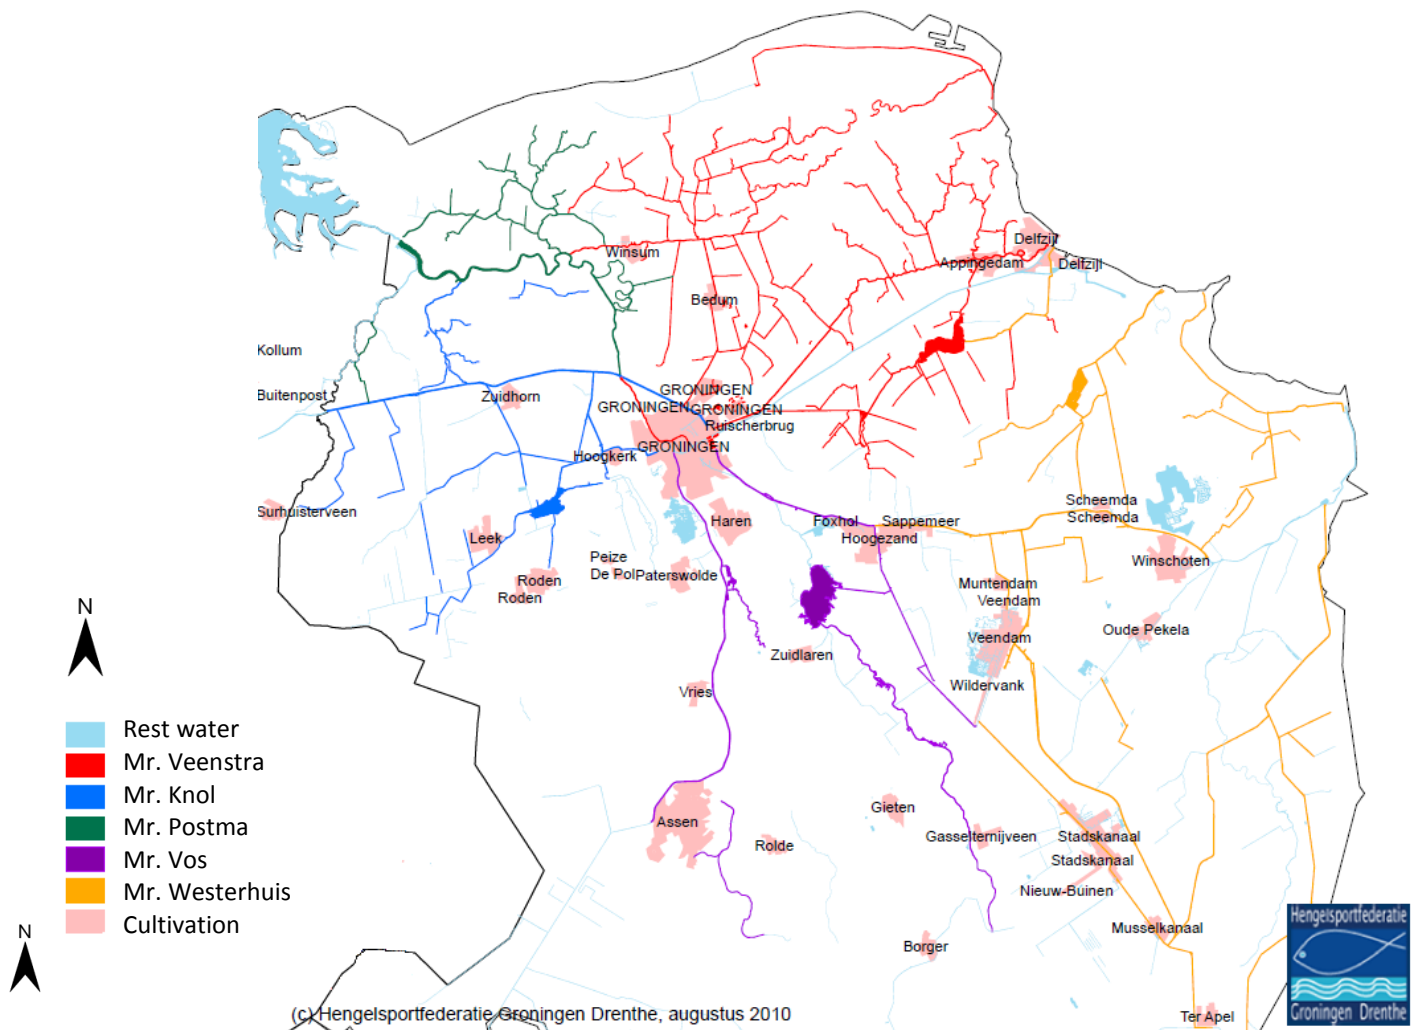 Delfzijl
Winsum
Appingedam
Delfzijl
Bedum
Kollum
Buitenpost
Zuidhorn
GRONINGEN
GRONINGEN
GRONINGEN
Ruischerbrug
GRONINGEN
Hoogkerk
Surhuisterveen
Leek
Haren
Foxhol
Sappemeer
Hoogezand
Scheemda
Scheemda
Winschoten
Peize
De Pol
Paterswolde
Roden
Roden
Muntendam
Veendam
Veendam
Oude Pekela
Zuidlaren
Wildervank
Vries
N
Rest water
Mr. Veenstra
Mr. Knol
Mr. Postma
Mr. Vos
Mr. Westerhuis
Cultivation
N
Assen
Rolde
Gieten
Gasselternijveen
Stadskanaal
Stadskanaal
Nieuw-Buinen
Musselkanaal
Borger
Ter Apel
Hengelsportfederatie
Groningen Drenthe
(c) Hengelsportfederatie Groningen Drenthe, augustus 2010